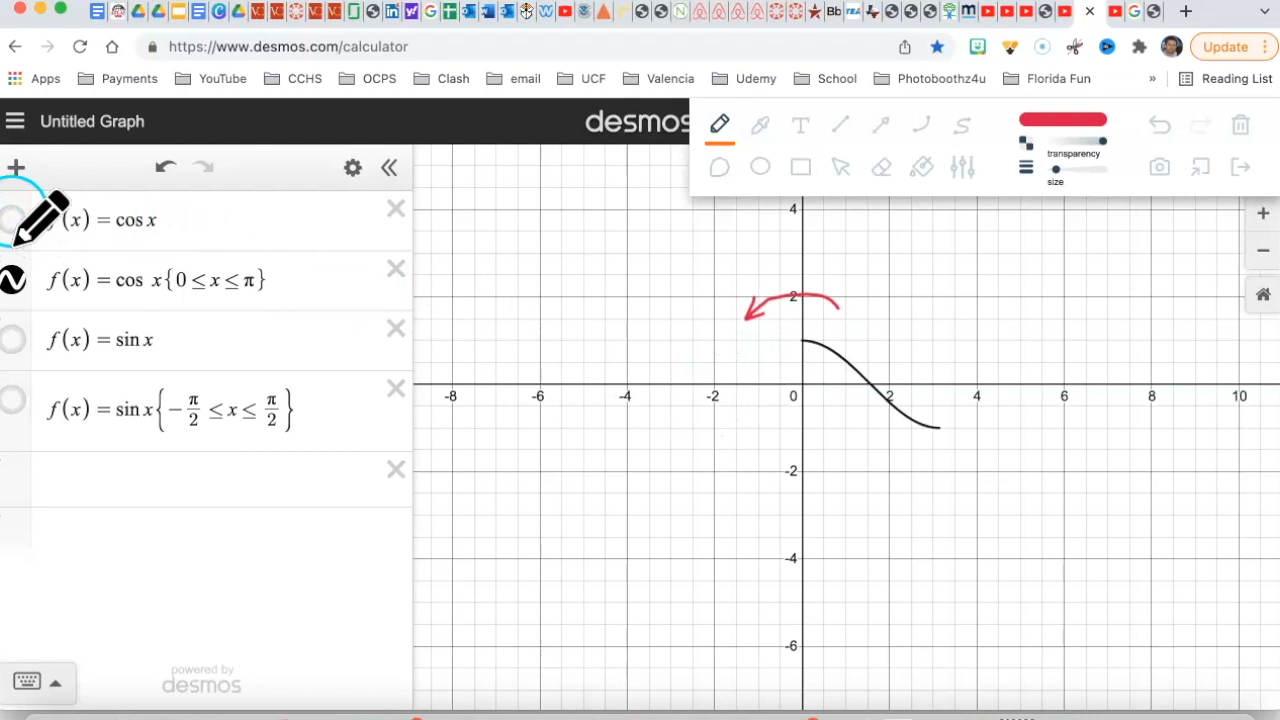 https://www.desmos.com/calculator
Update
Apps Payments YouTube CCHS OCPS Clash email UCF Valencia Udemy School Photoboothz4u Florida Fun » Reading List
Untitled Graph
desmos
transparency
size
(x) = cos x
f(x) = cos x{0 ≤ x ≤ π}
f(x) = sin x
f(x) = sin x{-π/2 ≤ x ≤ π/2}
4
2
-8 -6 -4 -2 0 2 4 6 8 10
-2
-4
-6
powered by
desmos